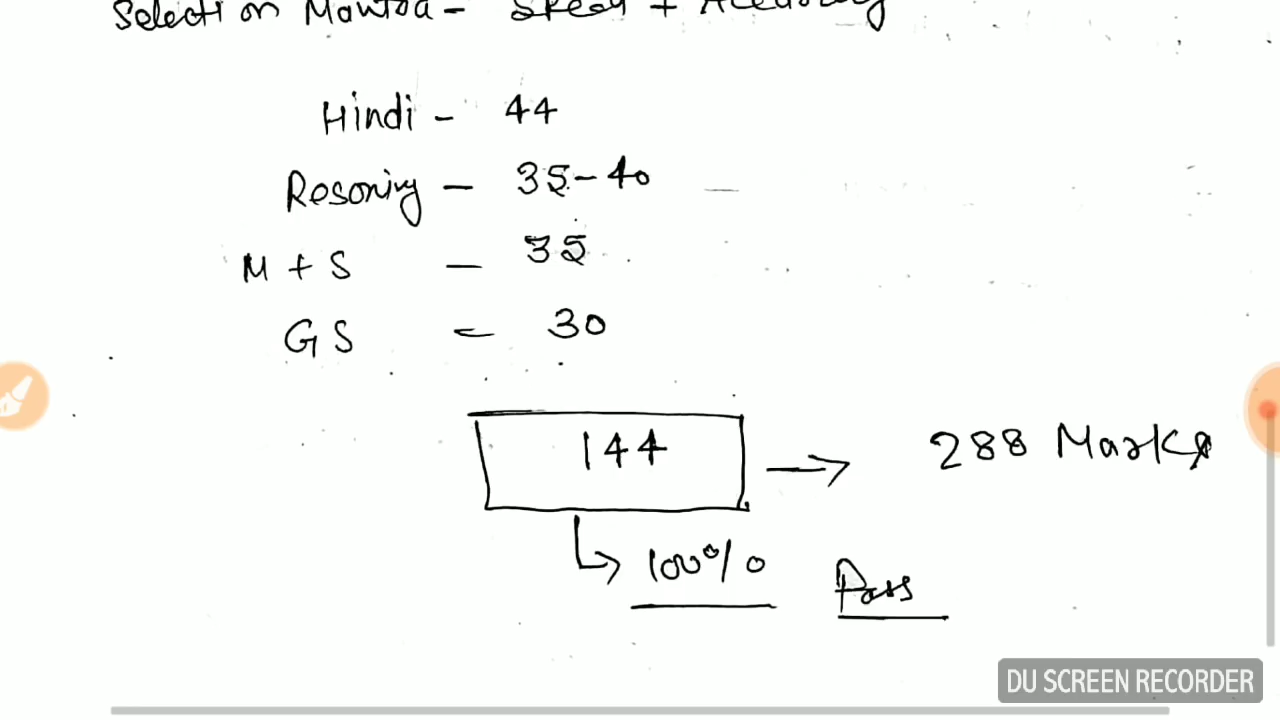 Selection Mantra - Speed + Accuracy
Hindi - 44
Resoning - 35-40
M + S - 35
GS = 30
144 → 288 Marks
100% Pass
DU SCREEN RECORDER